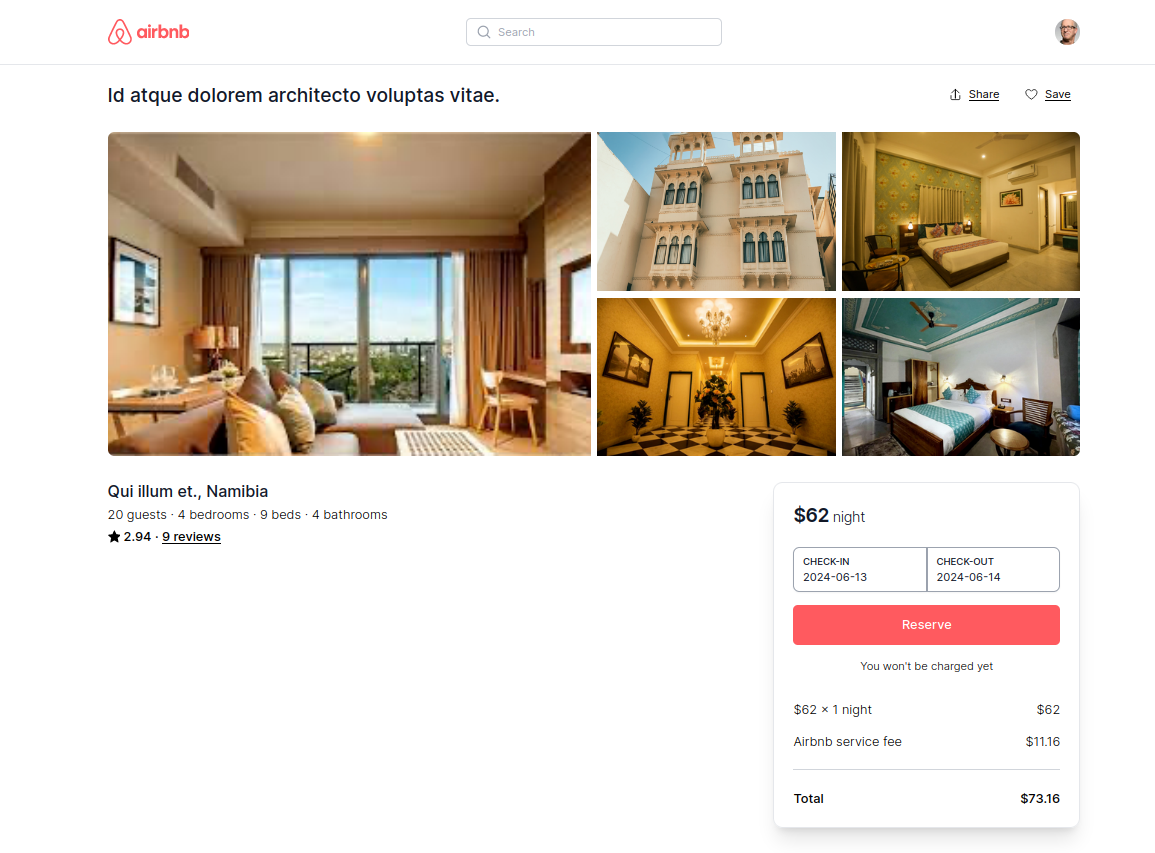 airbnb
Search
Id atque dolorem architecto voluptas vitae.
Share
Save
Qui illum et., Namibia
20 guests · 4 bedrooms · 9 beds · 4 bathrooms
★ 2.94 · 9 reviews
$62 night
CHECK-IN
2024-06-13
CHECK-OUT
2024-06-14
Reserve
You won't be charged yet
$62 × 1 night $62
Airbnb service fee $11.16
Total $73.16